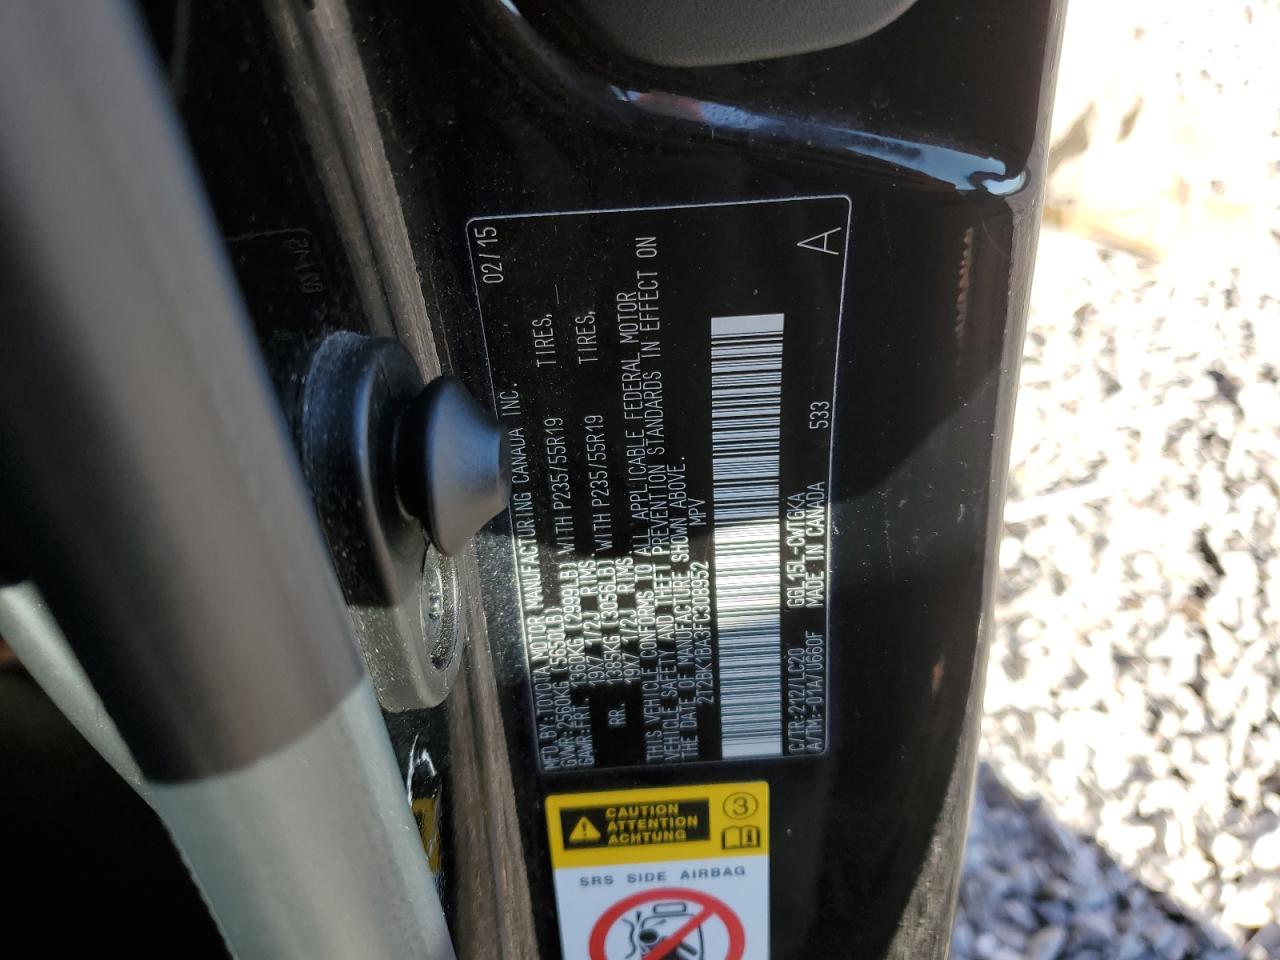 MFD.BY:TOYOTA MOTOR MANUFACTURING CANADA INC. 02/15
GVWR:2560KG (5650LB)
GAWR:FRT. 1360KG (2999LB) WITH P235/55R19 TIRES,
19X7 1/2J RIMS
RR. 1385KG (3056LB) WITH P235/55R19 TIRES,
19X7 1/2J RIMS
THIS VEHICLE CONFORMS TO ALL APPLICABLE FEDERAL MOTOR
VEHICLE SAFETY AND THEFT PREVENTION STANDARDS IN EFFECT ON
THE DATE OF MANUFACTURE SHOWN ABOVE.
2T2BK1BA3FC308952 MPV
C/TR:212/LC20 GGL15L-CWTGKA
A/TM:-01A/U660F MADE IN CANADA 533 A
CAUTION
ATTENTION
ACHTUNG
3
SRS SIDE AIRBAG